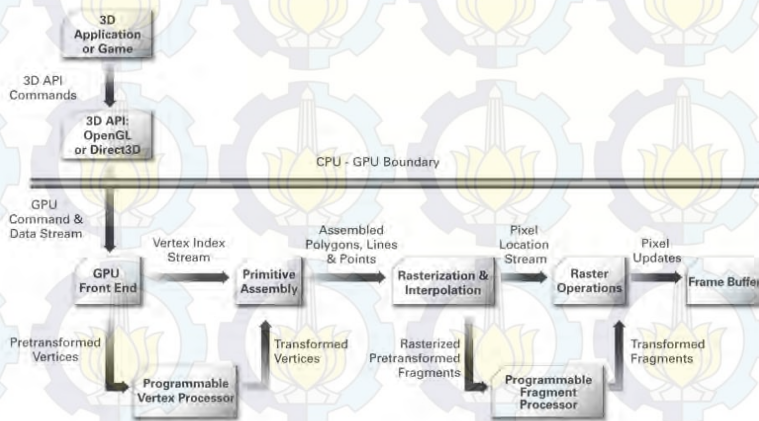 3D
Application
or Game
3D API
Commands
3D API:
OpenGL
or Direct3D
CPU - GPU Boundary
GPU
Command &
Data Stream
Vertex Index
Stream
Assembled
Polygons, Lines
& Points
Pixel
Location
Stream
Pixel
Updates
GPU
Front End
Primitive
Assembly
Rasterization &
Interpolation
Raster
Operations
Frame Buffer
Pretransformed
Vertices
Transformed
Vertices
Rasterized
Pretransformed
Fragments
Transformed
Fragments
Programmable
Vertex Processor
Programmable
Fragment
Processor